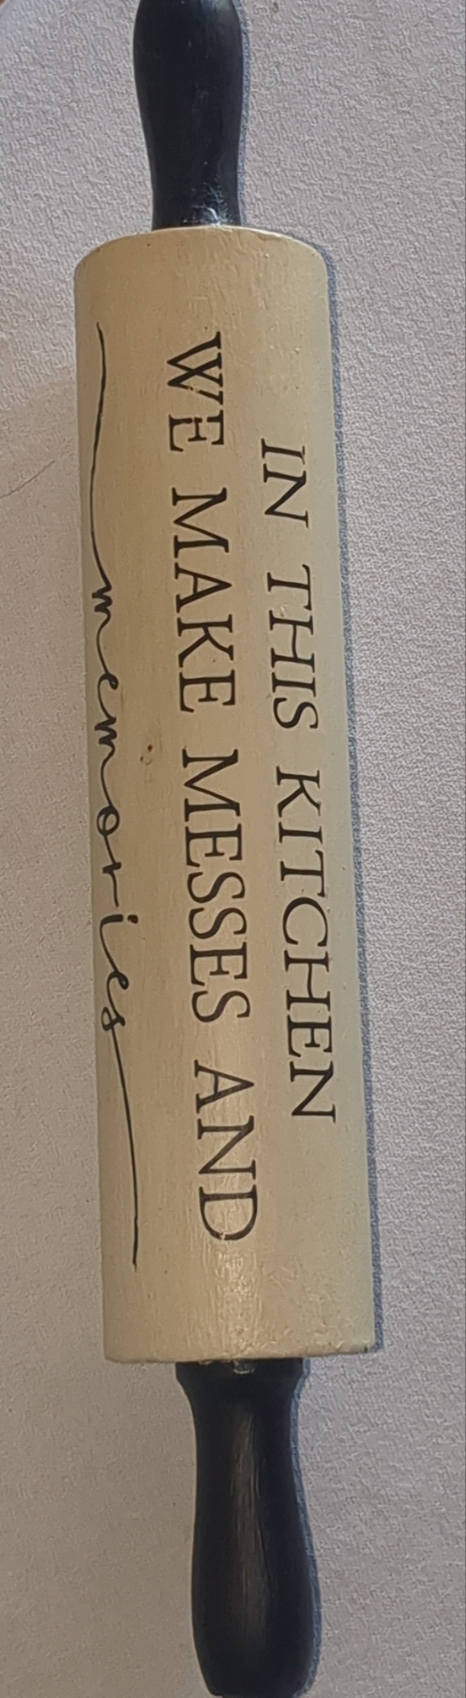 IN THIS KITCHEN
WE MAKE MESSES AND
memories